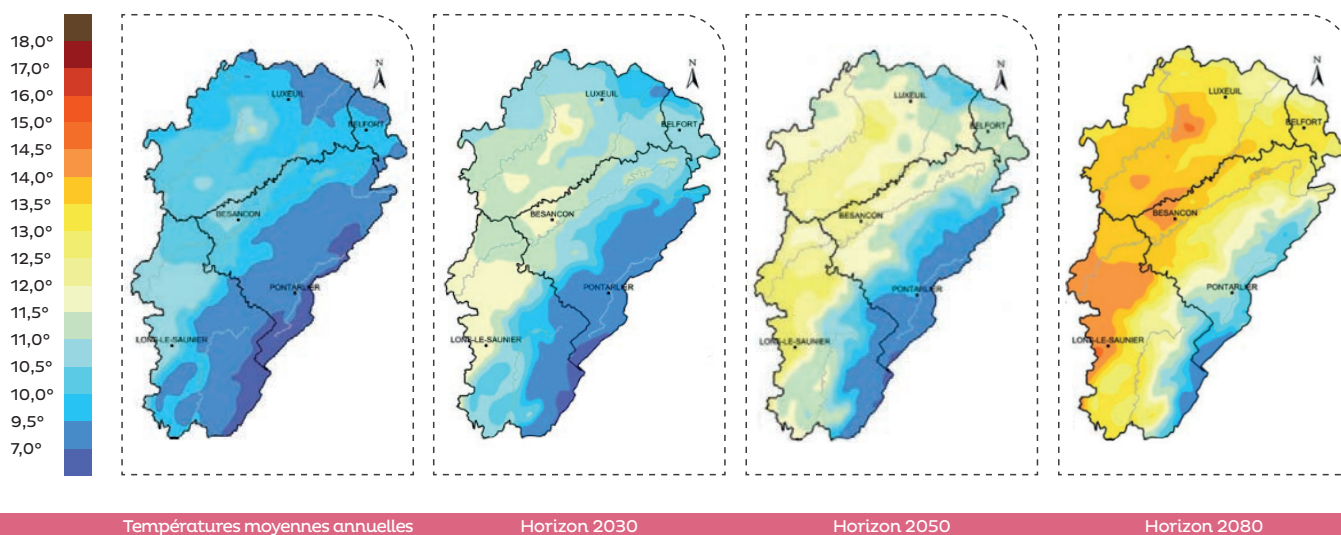 18,0°
17,0°
16,0°
15,0°
14,5°
14,0°
13,5°
13,0°
12,5°
12,0°
11,5°
11,0°
10,5°
10,0°
9,5°
7,0°
N
LUXEUIL
BELFORT
BESANCON
PONTARLIER
LONS-LE-SAUNIER
N
LUXEUIL
BELFORT
BESANCON
PONTARLIER
LONS-LE-SAUNIER
N
LUXEUIL
BELFORT
BESANCON
PONTARLIER
LONS-LE-SAUNIER
N
LUXEUIL
BELFORT
BESANCON
PONTARLIER
LONS-LE-SAUNIER
Températures moyennes annuelles
Horizon 2030
Horizon 2050
Horizon 2080